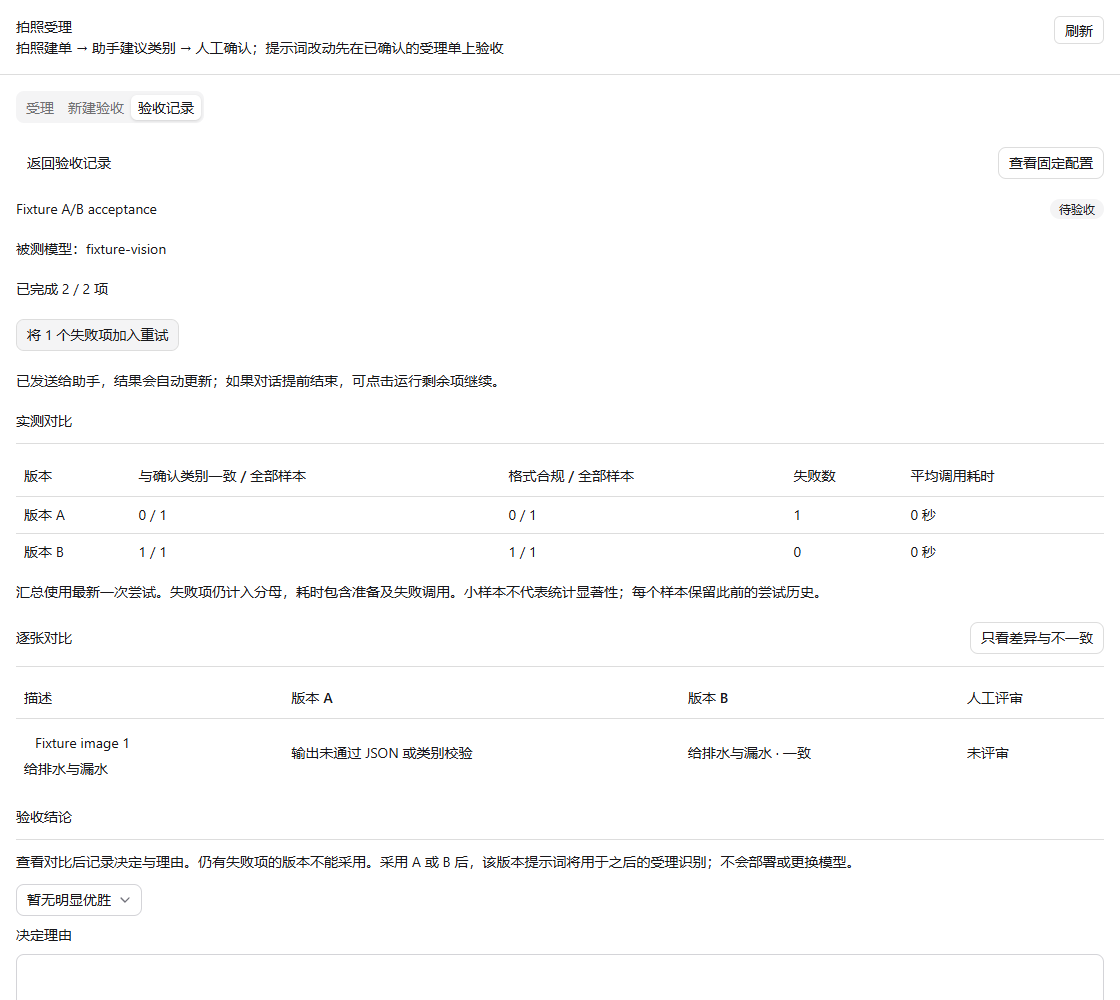 拍照受理
拍照建单 → 助手建议类别 → 人工确认；提示词改动先在已确认的受理单上验收
刷新
受理 新建验收 验收记录
返回验收记录
查看固定配置
Fixture A/B acceptance
待验收
被测模型：fixture-vision
已完成 2 / 2 项
将 1 个失败项加入重试
已发送给助手，结果会自动更新；如果对话提前结束，可点击运行剩余项继续。
实测对比
版本 与确认类别一致 / 全部样本 格式合规 / 全部样本 失败数 平均调用耗时
版本 A 0 / 1 0 / 1 1 0 秒
版本 B 1 / 1 1 / 1 0 0 秒
汇总使用最新一次尝试。失败项仍计入分母，耗时包含准备及失败调用。小样本不代表统计显著性；每个样本保留此前的尝试历史。
逐张对比
只看差异与不一致
描述 版本 A 版本 B 人工评审
Fixture image 1
给排水与漏水
输出未通过 JSON 或类别校验
给排水与漏水 · 一致
未评审
验收结论
查看对比后记录决定与理由。仍有失败项的版本不能采用。采用 A 或 B 后，该版本提示词将用于之后的受理识别；不会部署或更换模型。
暂无明显优胜
决定理由